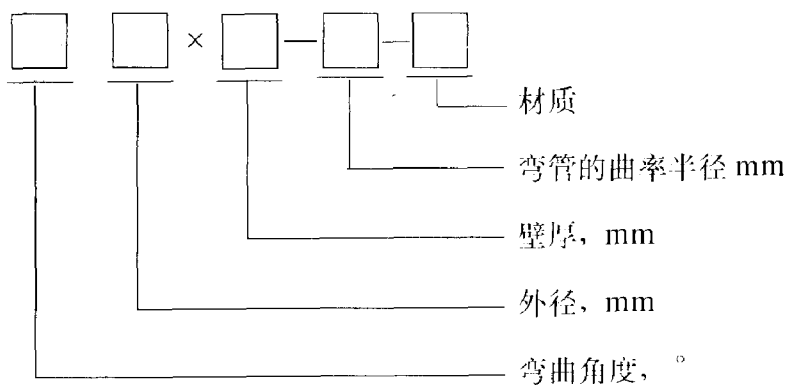 □ □ × □ — □ — □
材质
弯管的曲率半径 mm
壁厚，mm
外径，mm
弯曲角度，°